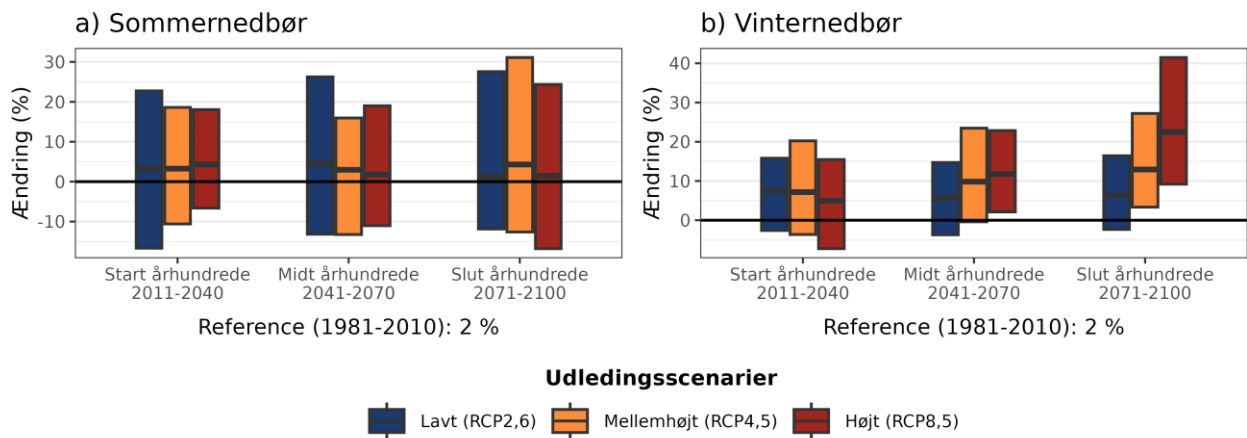 a) Sommernedbør
Ændring (%)
30
20
10
0
-10
Start århundrede
2011-2040
Midt århundrede
2041-2070
Slut århundrede
2071-2100
Reference (1981-2010): 2 %
b) Vinternedbør
Ændring (%)
40
30
20
10
0
Start århundrede
2011-2040
Midt århundrede
2041-2070
Slut århundrede
2071-2100
Reference (1981-2010): 2 %
Udledingsscenarier
Lavt (RCP2,6)
Mellemhøjt (RCP4,5)
Højt (RCP8,5)